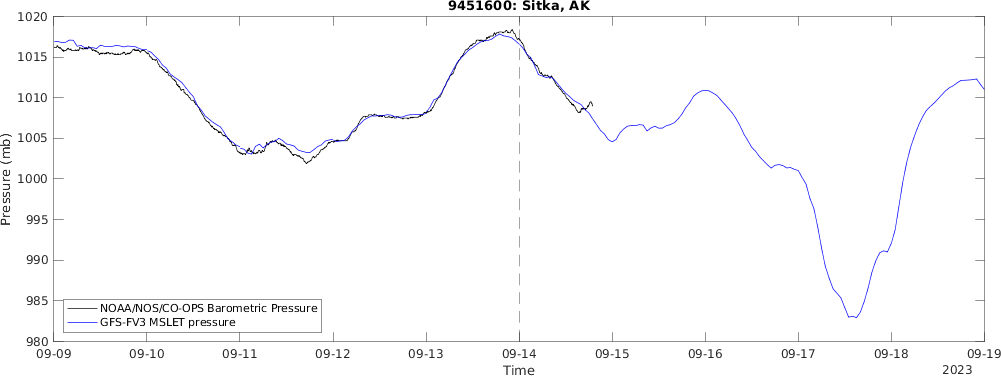 9451600: Sitka, AK
1020
1015
1010
1005
1000
995
990
985
980
Pressure (mb)
NOAA/NOS/CO-OPS Barometric Pressure
GFS-FV3 MSLET pressure
09-09 09-10 09-11 09-12 09-13 09-14 09-15 09-16 09-17 09-18 09-19
Time
2023